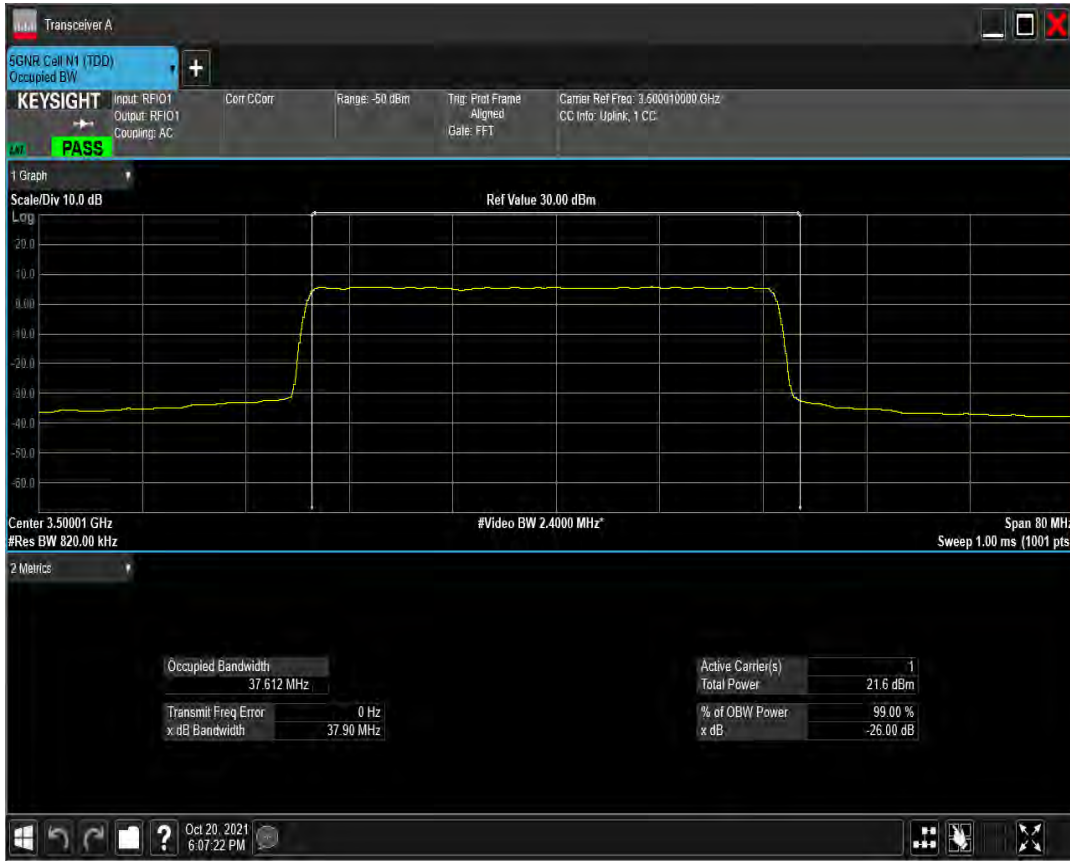 Transceiver A
5GNR Cell N1 (TDD)
Occupied BW
+
KEYSIGHT
Input: RFIO1
Output: RFIO1
Coupling: AC
Corr CCorr
Range: -50 dBm
Trig: Prot Frame
Aligned
Gate: FFT
Carrier Ref Freq: 3.500010000 GHz
CC Info: Uplink, 1 CC
PASS
1 Graph
Scale/Div 10.0 dB
Ref Value 30.00 dBm
Log
20.0
10.0
0.00
-10.0
-20.0
-30.0
-40.0
-50.0
-60.0
Center 3.50001 GHz
#Video BW 2.4000 MHz*
Span 80 MHz
#Res BW 820.00 kHz
Sweep 1.00 ms (1001 pts
2 Metrics
Occupied Bandwidth
37.612 MHz
Transmit Freq Error 0 Hz
x dB Bandwidth 37.90 MHz
Active Carrier(s) 1
Total Power 21.6 dBm
% of OBW Power 99.00 %
x dB -26.00 dB
?
Oct 20, 2021
6:07:22 PM